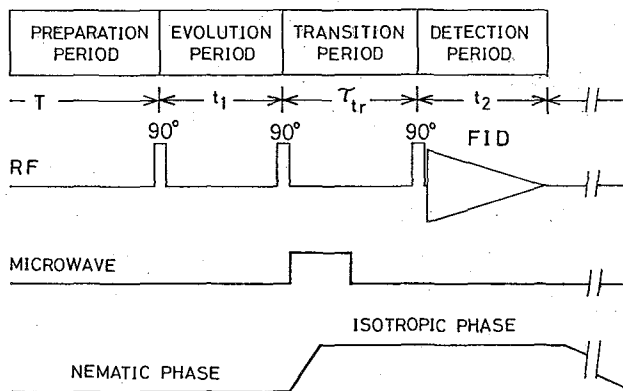 PREPARATION PERIOD
EVOLUTION PERIOD
TRANSITION PERIOD
DETECTION PERIOD
T
t₁
τtr
t₂
90°
90°
90°
FID
RF
MICROWAVE
ISOTROPIC PHASE
NEMATIC PHASE